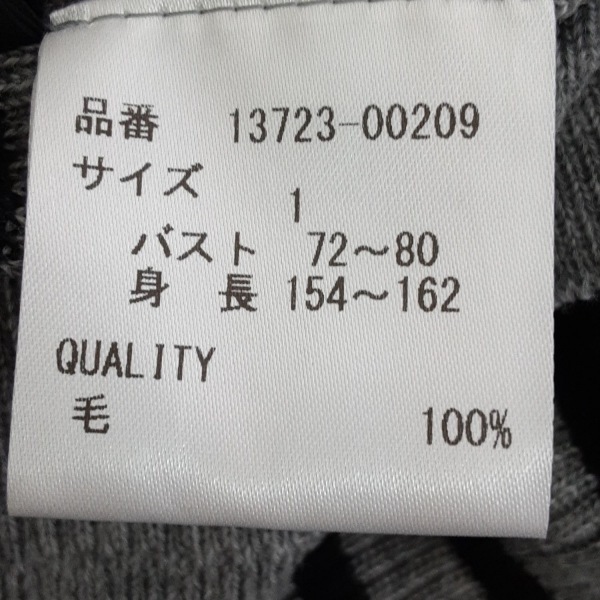 品番 13723-00209
サイズ
1
バスト 72～80
身 長 154～162
QUALITY
毛 100%